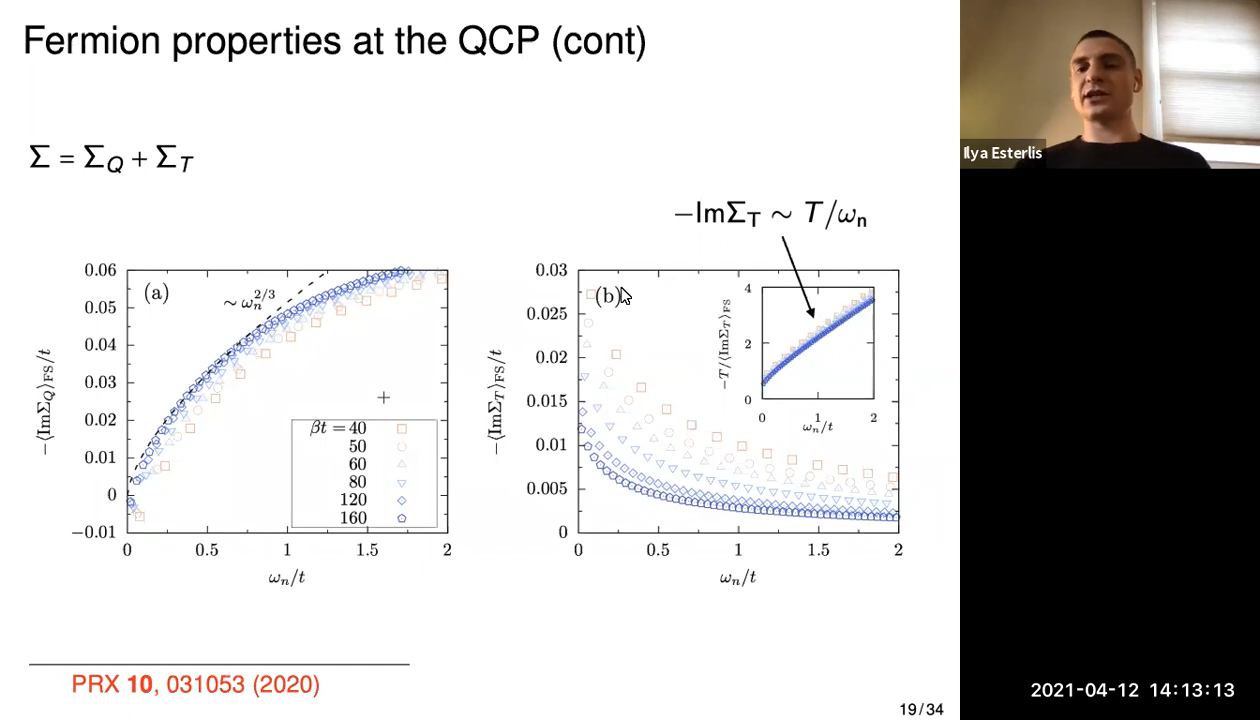 Fermion properties at the QCP (cont)
Ilya Esterlis
Σ = Σ_Q + Σ_T
−ImΣ_T ∼ T/ω_n
0.06
0.05
0.04
0.03
0.02
0.01
0
−0.01
(a)
∼ ω_n^{2/3}
−⟨ImΣ_Q⟩_FS/t
βt = 40
50
60
80
120
160
0 0.5 1 1.5 2
ω_n/t
0.03
0.025
0.02
0.015
0.01
0.005
0
(b)
−⟨ImΣ_T⟩_FS/t
4
2
0
−T/⟨ImΣ_T⟩_FS
0 1 2
ω_n/t
0 0.5 1 1.5 2
ω_n/t
PRX 10, 031053 (2020)
19/34
2021-04-12 14:13:13